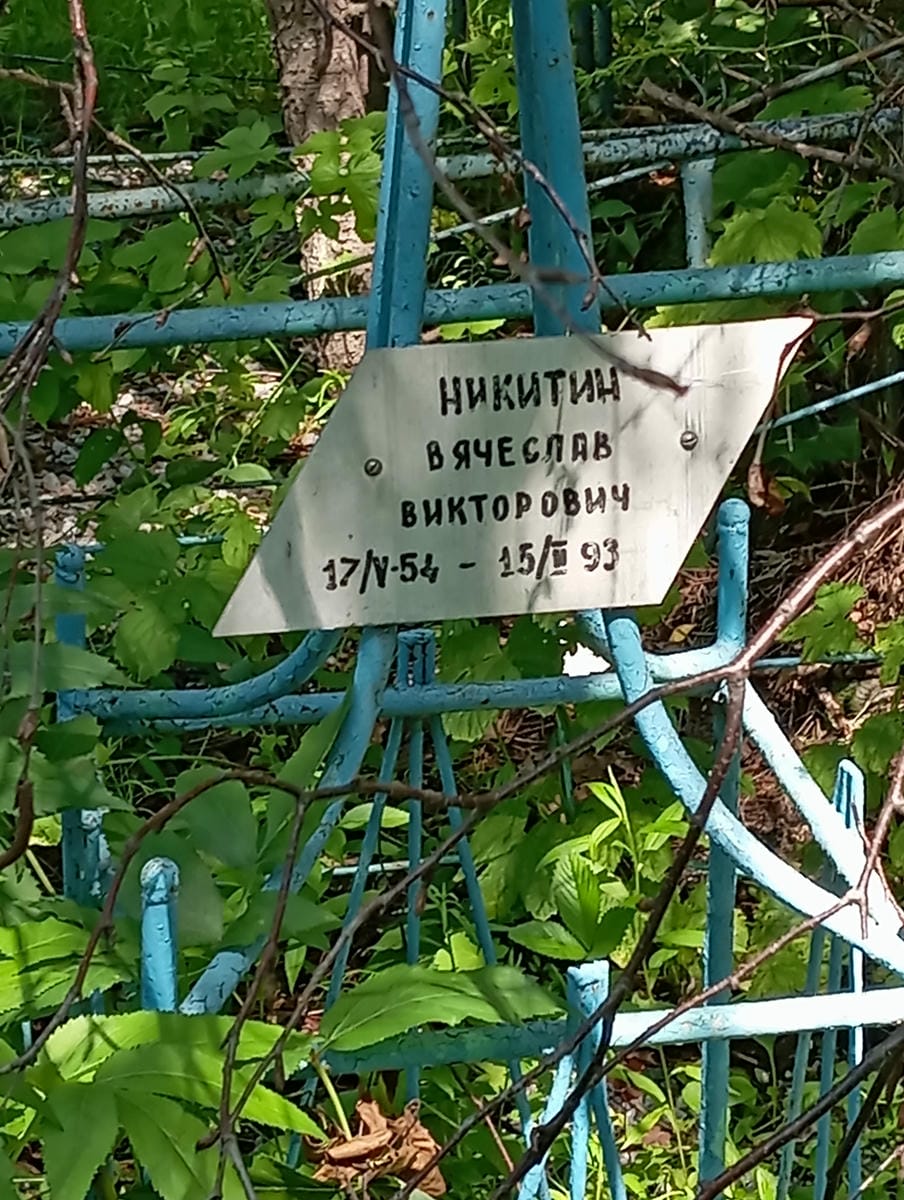 НИКИТИН
ВЯЧЕСЛАВ
ВИКТОРОВИЧ
17/V-54 - 15/II 93